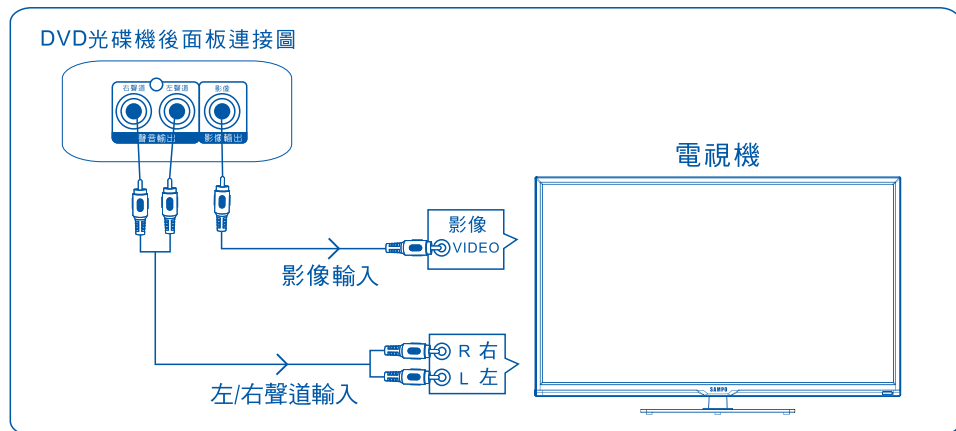 DVD光碟機後面板連接圖
右聲道 左聲道 影像
聲音輸出 影像輸出
電視機
影像
VIDEO
影像輸入
R 右
L 左
左/右聲道輸入
SAMPO